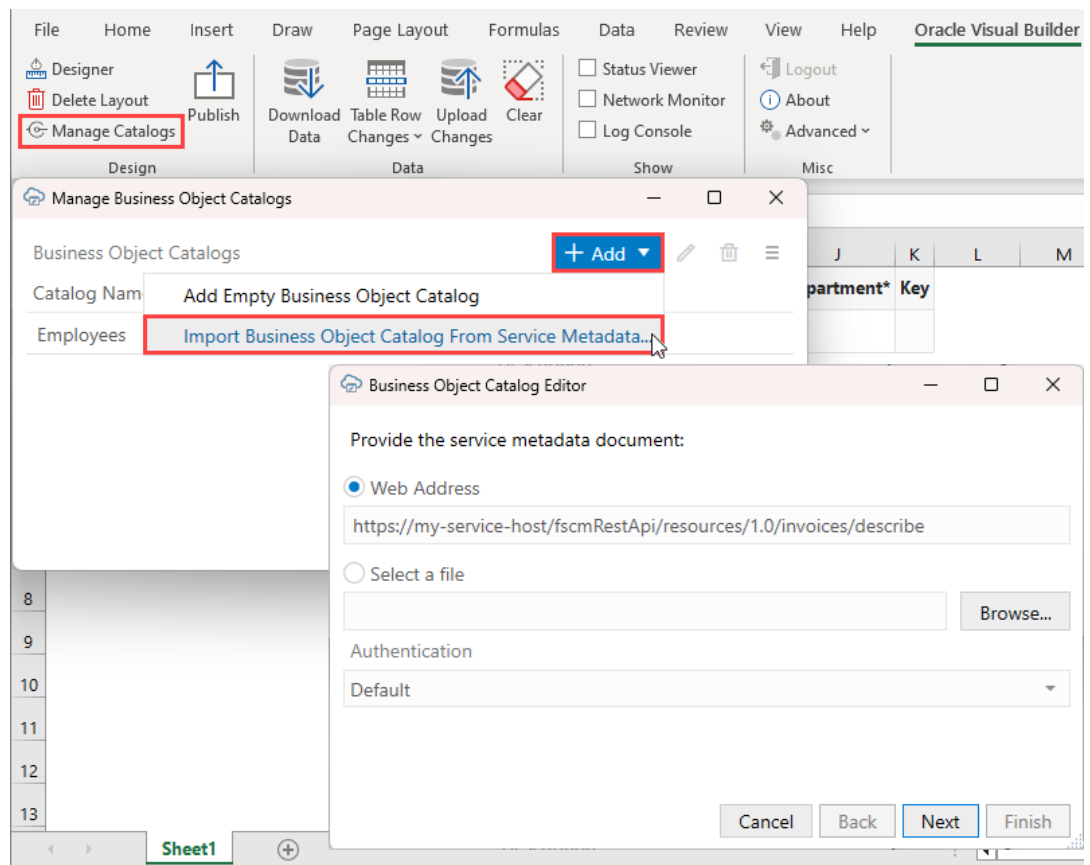 File Home Insert Draw Page Layout Formulas Data Review View Help Oracle Visual Builder
Designer
Delete Layout
Manage Catalogs
Publish
Design
Download Data
Table Row Changes
Upload Changes
Clear
Data
Status Viewer
Network Monitor
Log Console
Show
Logout
About
Advanced
Misc
Manage Business Object Catalogs
Business Object Catalogs
+ Add
J K L M
Catalog Nam
Add Empty Business Object Catalog
partment* Key
Employees
Import Business Object Catalog From Service Metadata...
Business Object Catalog Editor
Provide the service metadata document:
Web Address
https://my-service-host/fscmRestApi/resources/1.0/invoices/describe
Select a file
Browse...
Authentication
Default
8
9
10
11
12
13
Cancel Back Next Finish
Sheet1